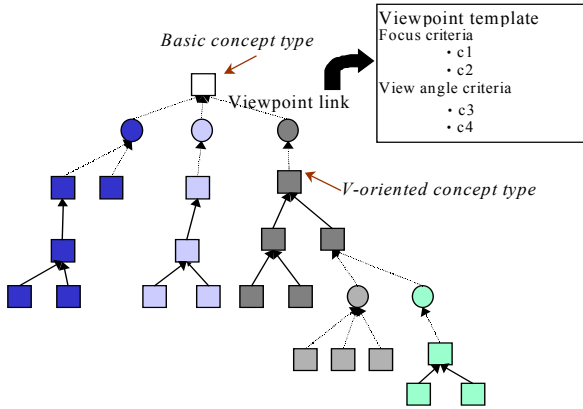 Basic concept type
Viewpoint link
Viewpoint template
Focus criteria
• c1
• c2
View angle criteria
• c3
• c4
V-oriented concept type